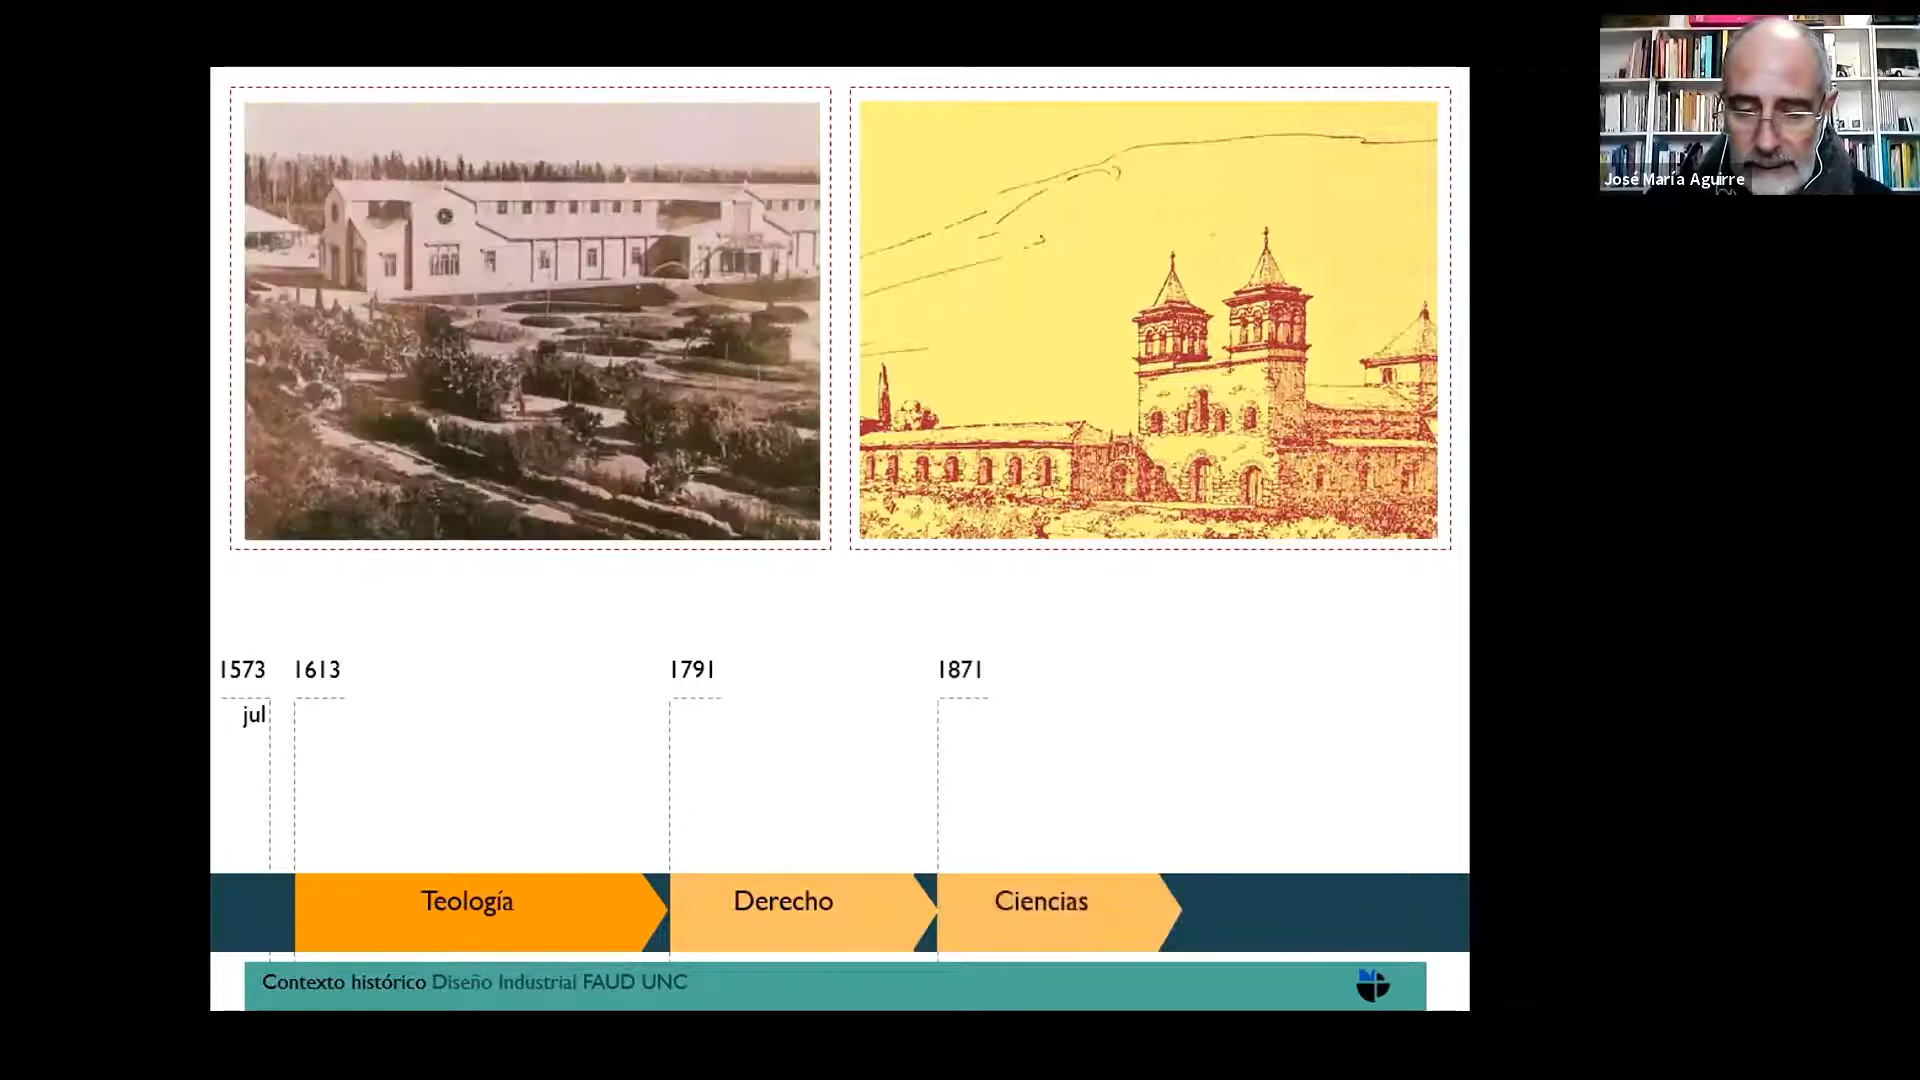 José María Aguirre
1573 1613 1791 1871
jul
Teología Derecho Ciencias
Contexto histórico Diseño Industrial FAUD UNC